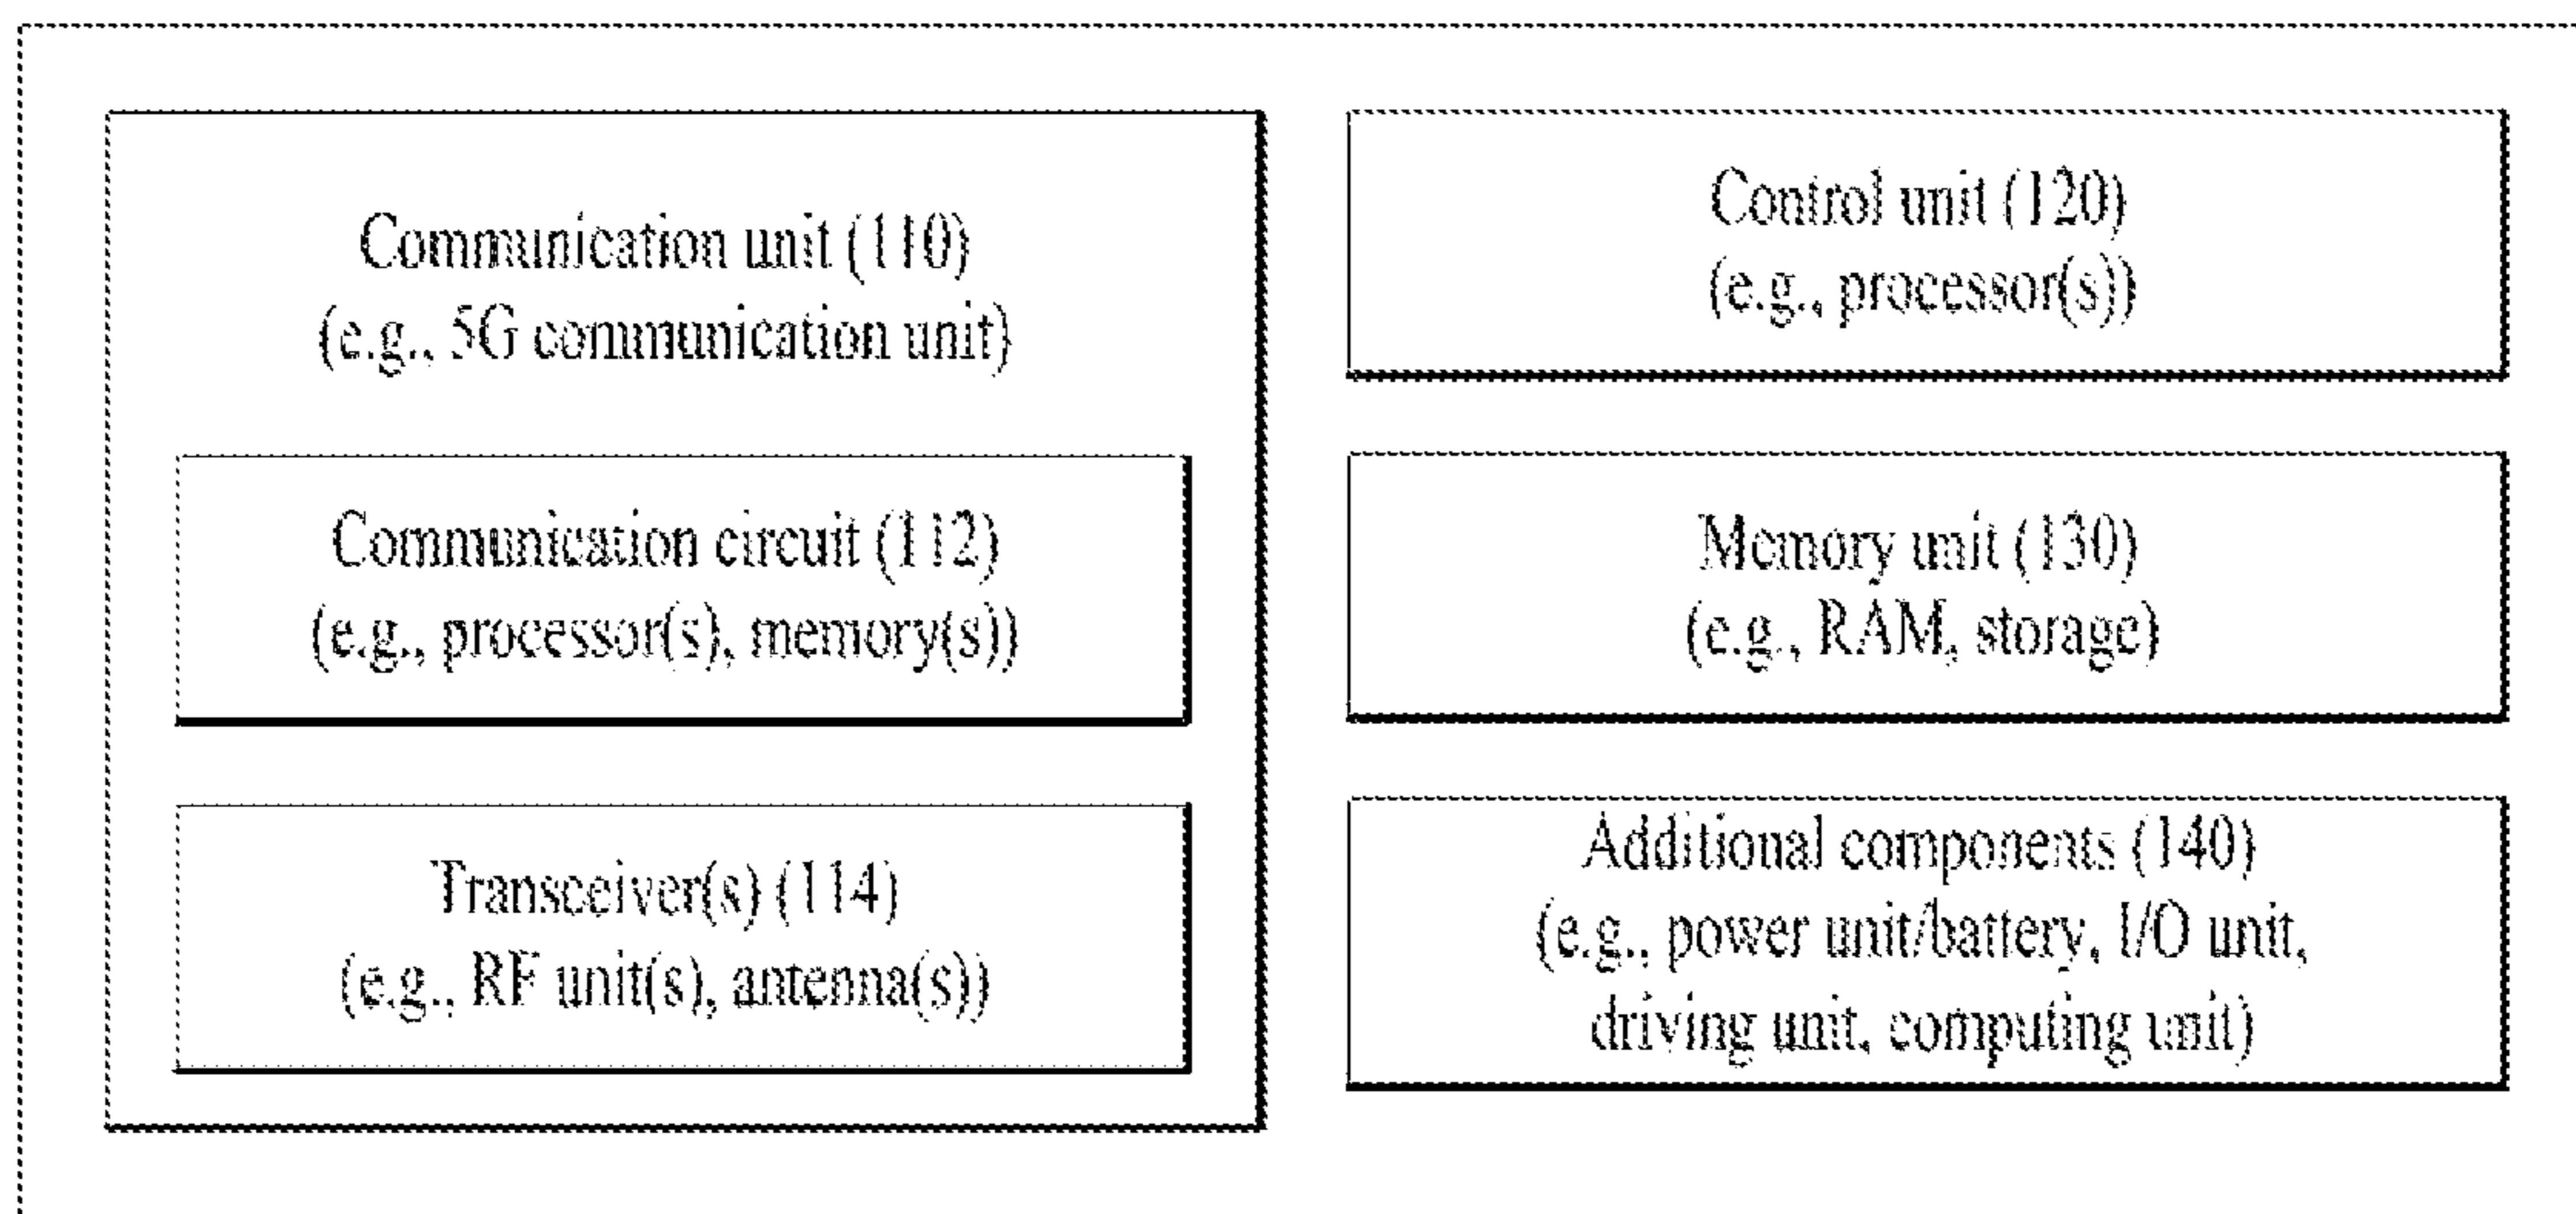 Communication unit (110)
(e.g., 5G communication unit)
Communication circuit (112)
(e.g., processor(s), memory(s))
Transceiver(s) (114)
(e.g., RF unit(s), antenna(s))
Control unit (120)
(e.g., processor(s))
Memory unit (130)
(e.g., RAM, storage)
Additional components (140)
(e.g., power unit/battery, I/O unit,
driving unit, computing unit)